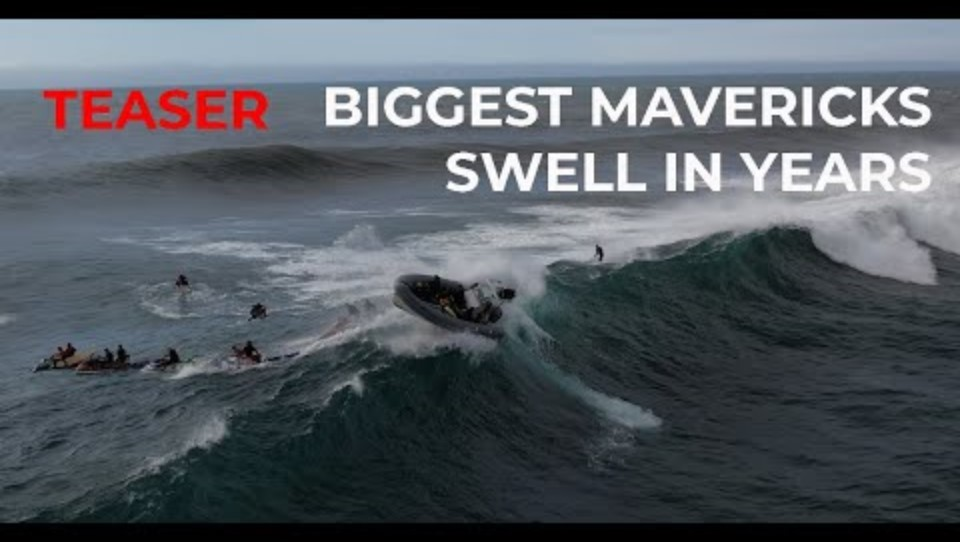 TEASER BIGGEST MAVERICKS
SWELL IN YEARS